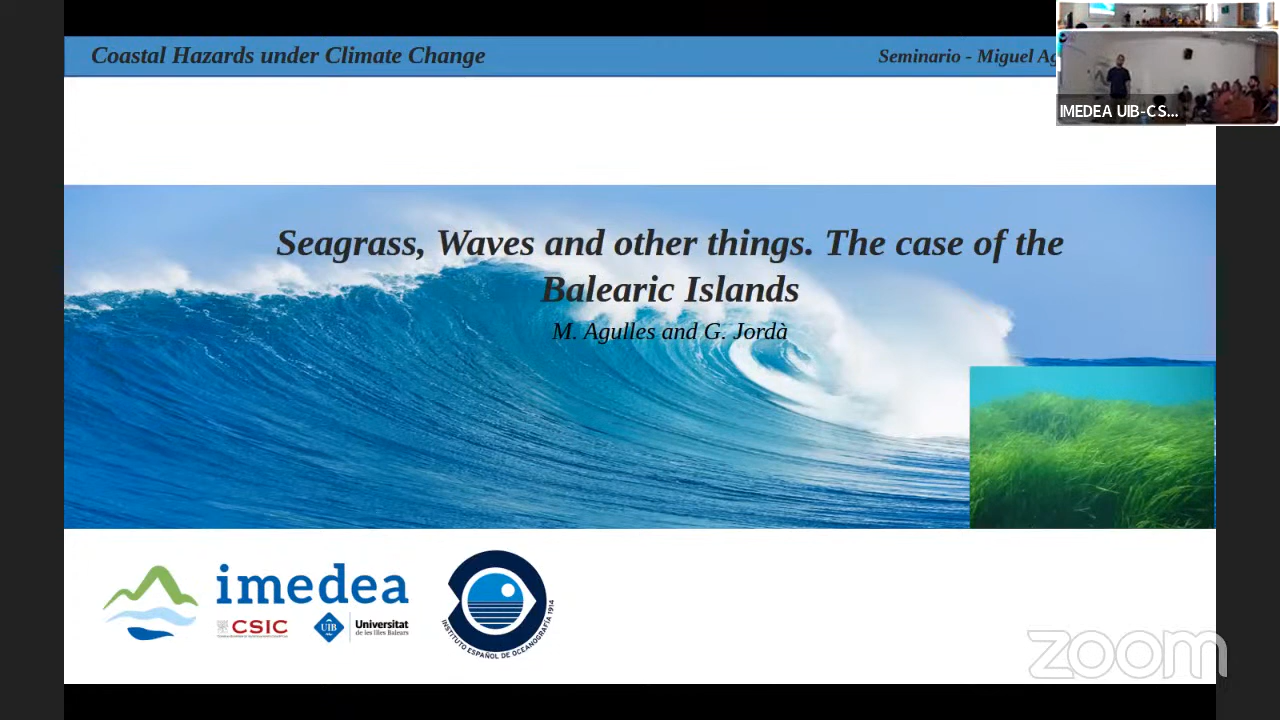 Coastal Hazards under Climate Change
Seminario - Miguel Ag
IMEDEA UIB-CS...
Seagrass, Waves and other things. The case of the
Balearic Islands
M. Agulles and G. Jordà
imedea
CSIC
UIB
Universitat
de les Illes Balears
INSTITUTO ESPAÑOL DE OCEANOGRAFÍA 1914
zoom